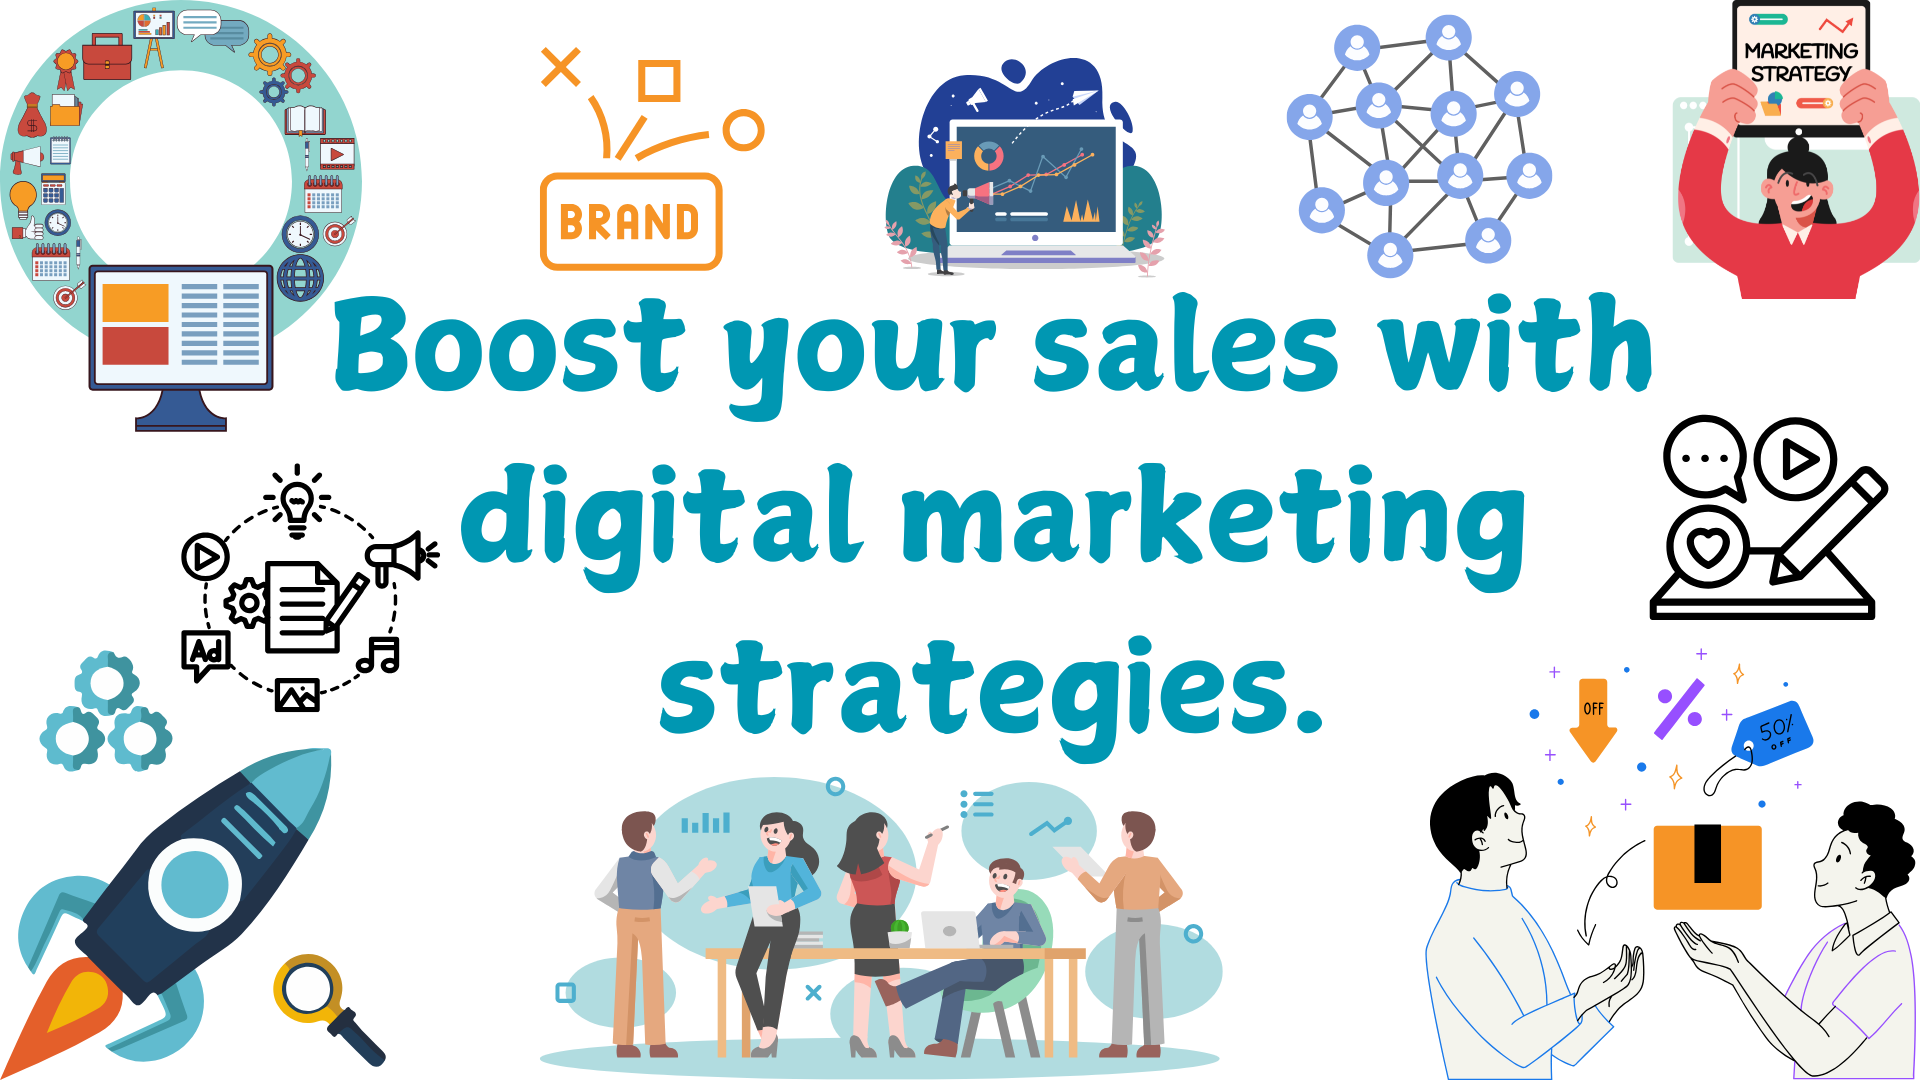 MARKETING
STRATEGY
BRAND
Boost your sales with
digital marketing
strategies.
Ad
OFF
50%
OFF
$